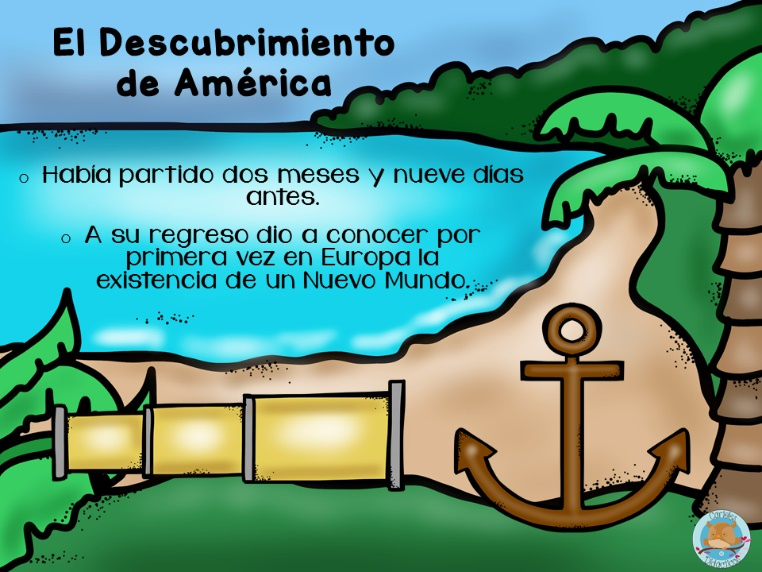 El Descubrimiento
de América
o Había partido dos meses y nueve días
antes.
o A su regreso dio a conocer por
primera vez en Europa la
existencia de un Nuevo Mundo.